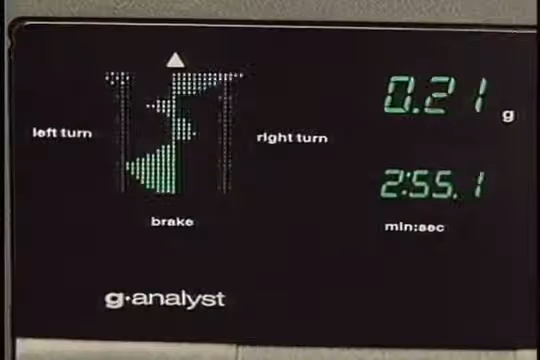 left turn
right turn
0.21 g
2:55.1
brake
min:sec
g·analyst